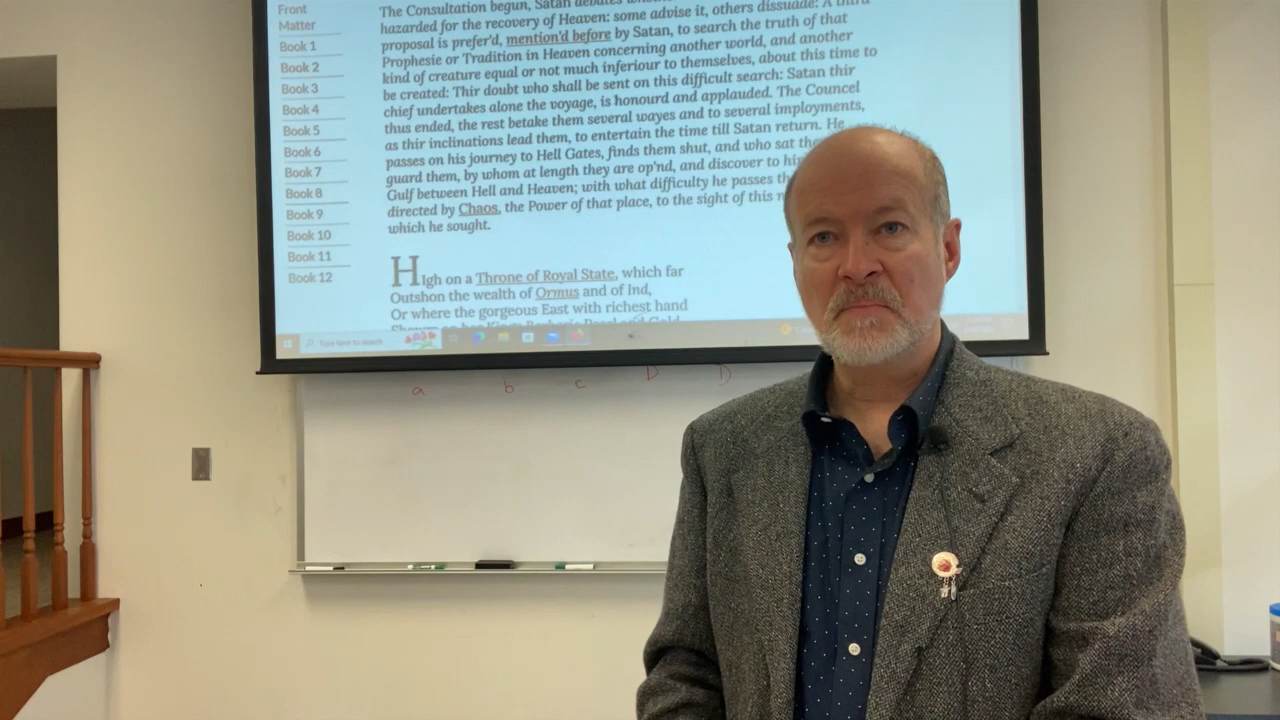 Front
Matter
Book 1
Book 2
Book 3
Book 4
Book 5
Book 6
Book 7
Book 8
Book 9
Book 10
Book 11
Book 12
The Consultation begun, Satan debates
hazarded for the recovery of Heaven: some advise it, others dissuade: A third
proposal is prefer'd, mention'd before by Satan, to search the truth of that
Prophesie or Tradition in Heaven concerning another world, and another
kind of creature equal or not much inferiour to themselves, about this time to
be created: Thir doubt who shall be sent on this difficult search: Satan thir
chief undertakes alone the voyage, is honourd and applauded. The Councel
thus ended, the rest betake them several wayes and to several imployments,
as thir inclinations lead them, to entertain the time till Satan return. He
passes on his journey to Hell Gates, finds them shut, and who sat
guard them, by whom at length they are op'nd, and discover to
Gulf between Hell and Heaven; with what difficulty he passes
directed by Chaos, the Power of that place, to the sight of this
which he sought.
HIgh on a Throne of Royal State, which far
Outshon the wealth of Ormus and of Ind,
Or where the gorgeous East with richest hand
Type here to search
a b c D D